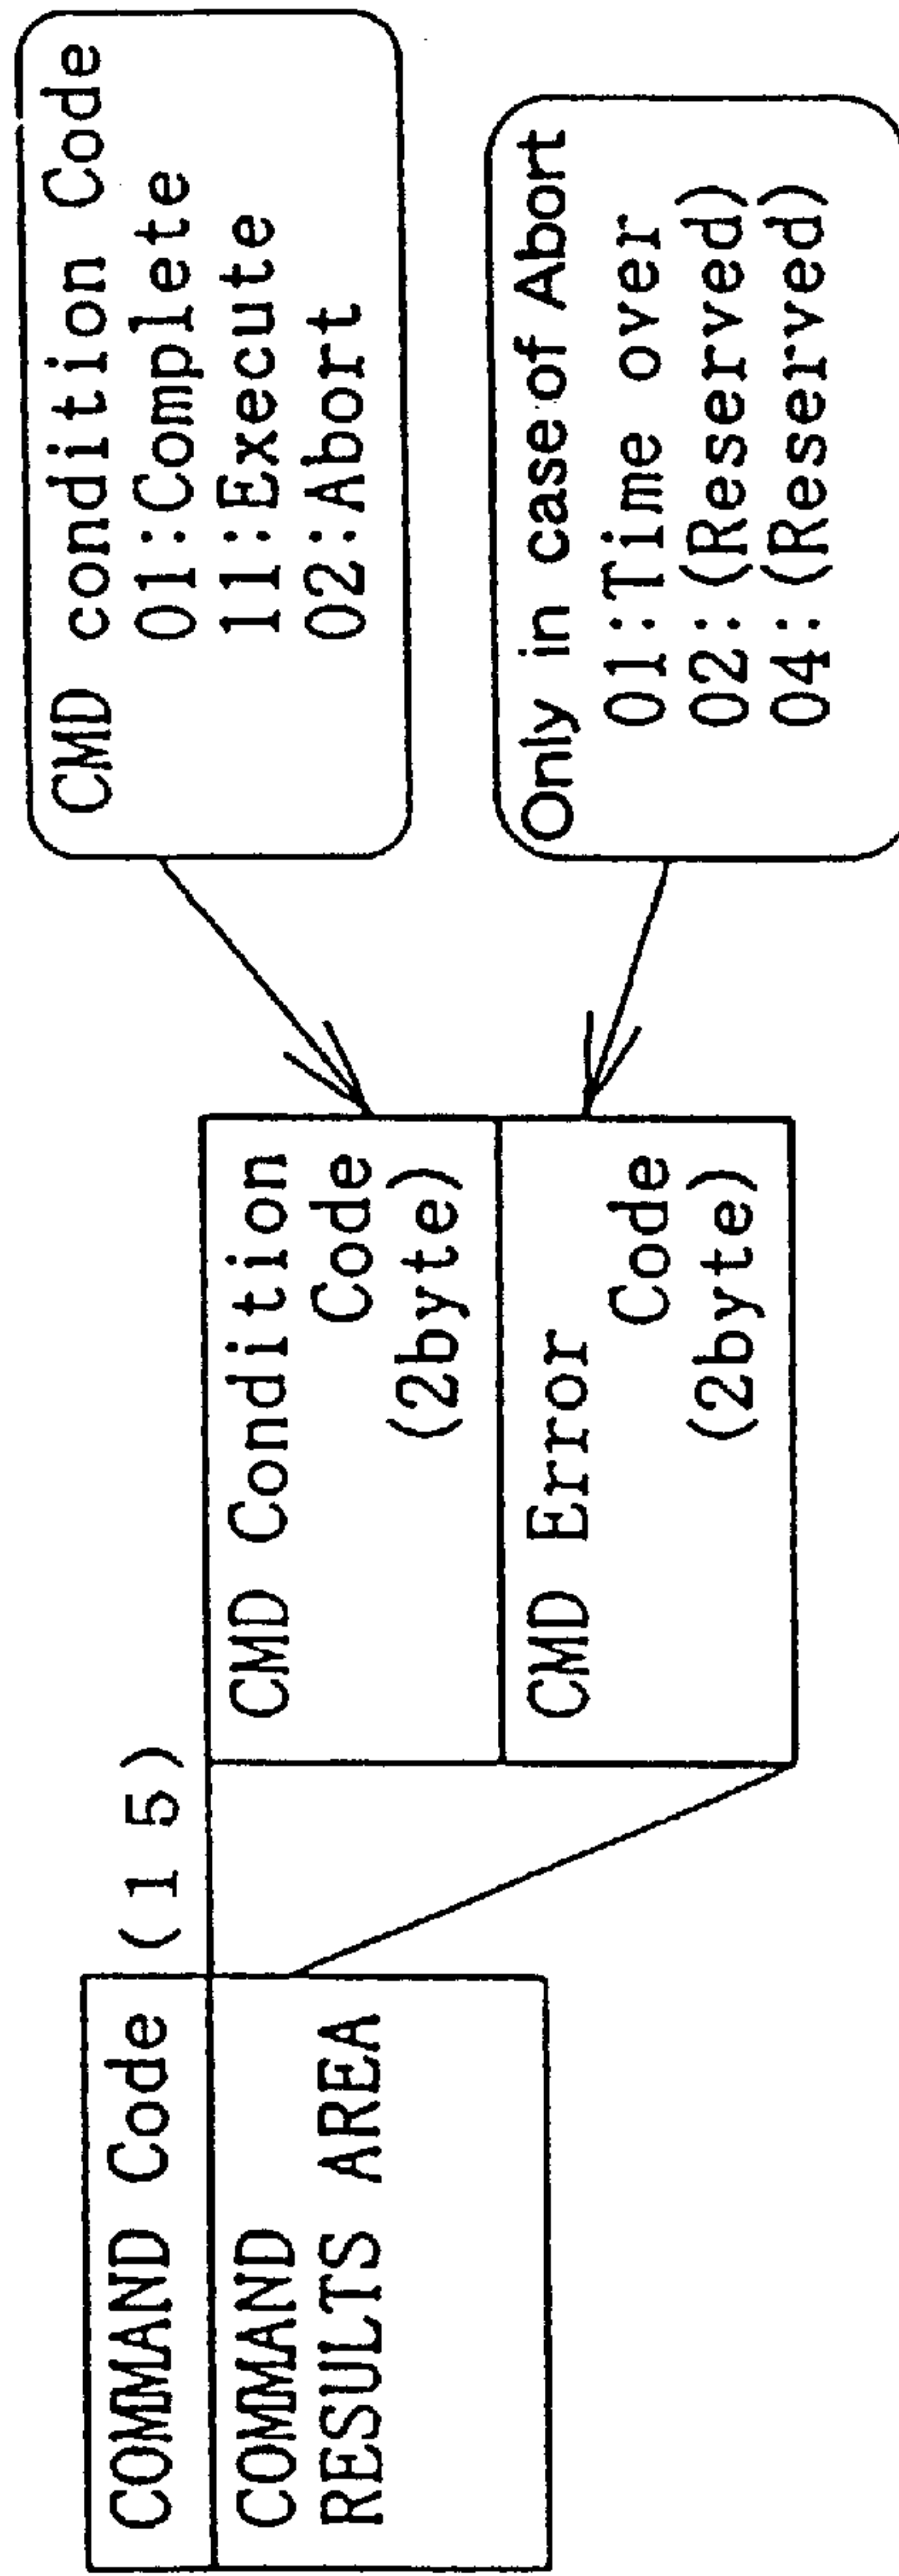 COMMAND Code (15)
COMMAND
RESULTS AREA
CMD Condition
Code
(2byte)
CMD Error
Code
(2byte)
CMD condition Code
01:Complete
11:Execute
02:Abort
Only in case of Abort
01:Time over
02:(Reserved)
04:(Reserved)